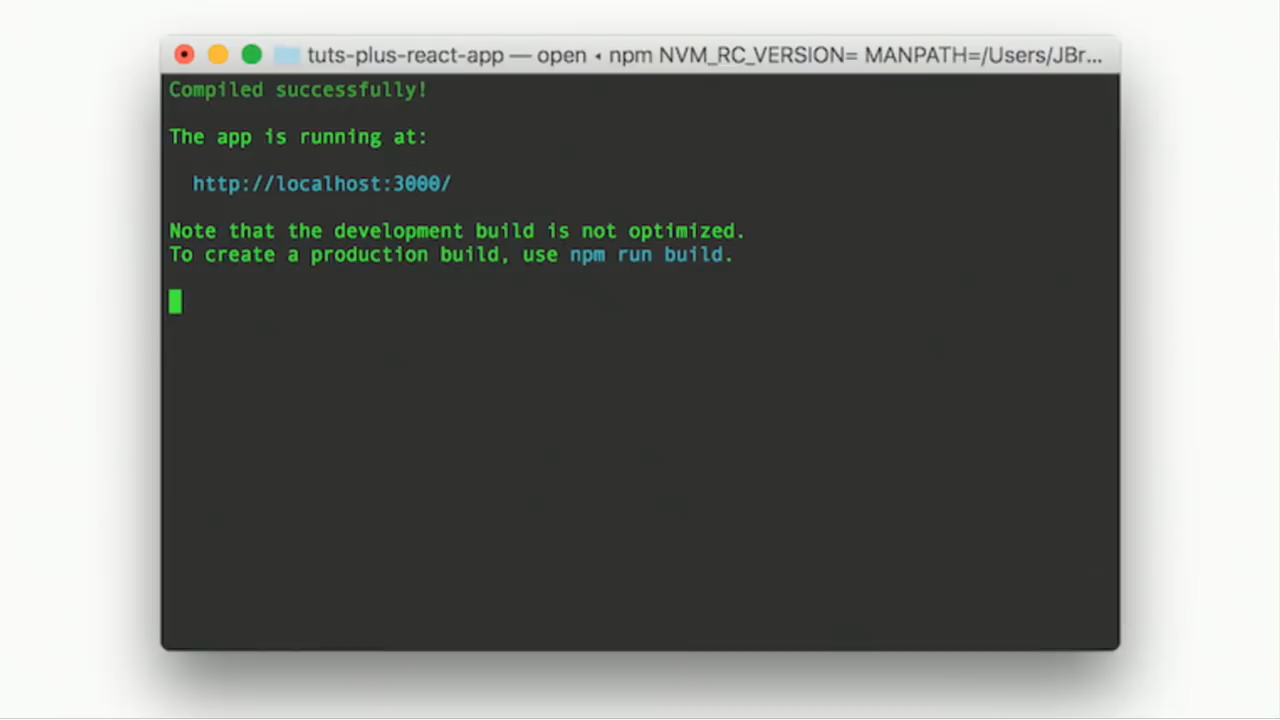 tuts-plus-react-app — open ◂ npm NVM_RC_VERSION= MANPATH=/Users/JBr...
Compiled successfully!
The app is running at:
http://localhost:3000/
Note that the development build is not optimized.
To create a production build, use npm run build.